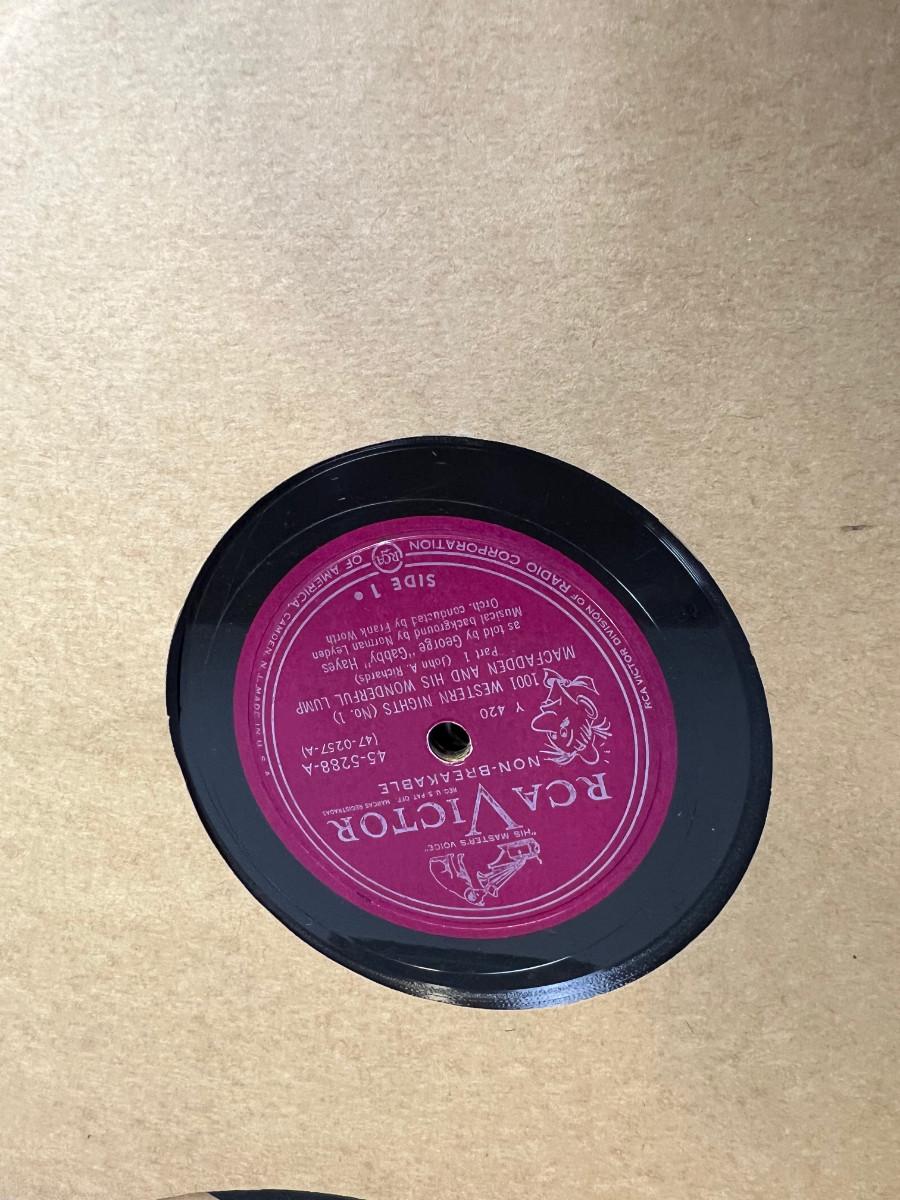 "HIS MASTER'S VOICE"
RCA VICTOR
REG. U. S. PAT. OFF. MARCAS REGISTRADAS
NON-BREAKABLE
45-5288-A
(47-0257-A)
Y 420
1001 WESTERN NIGHTS (No. 1)
MACFADDEN AND HIS WONDERFUL LUMP
Part 1 (John A. Richards)
as told by George "Gabby" Hayes
Musical background by Norman Leyden
Orch. conducted by Frank Worth
SIDE 1
RCA VICTOR DIVISION OF RADIO CORPORATION RCA OF AMERICA, CAMDEN, N. J. MADE IN U S A